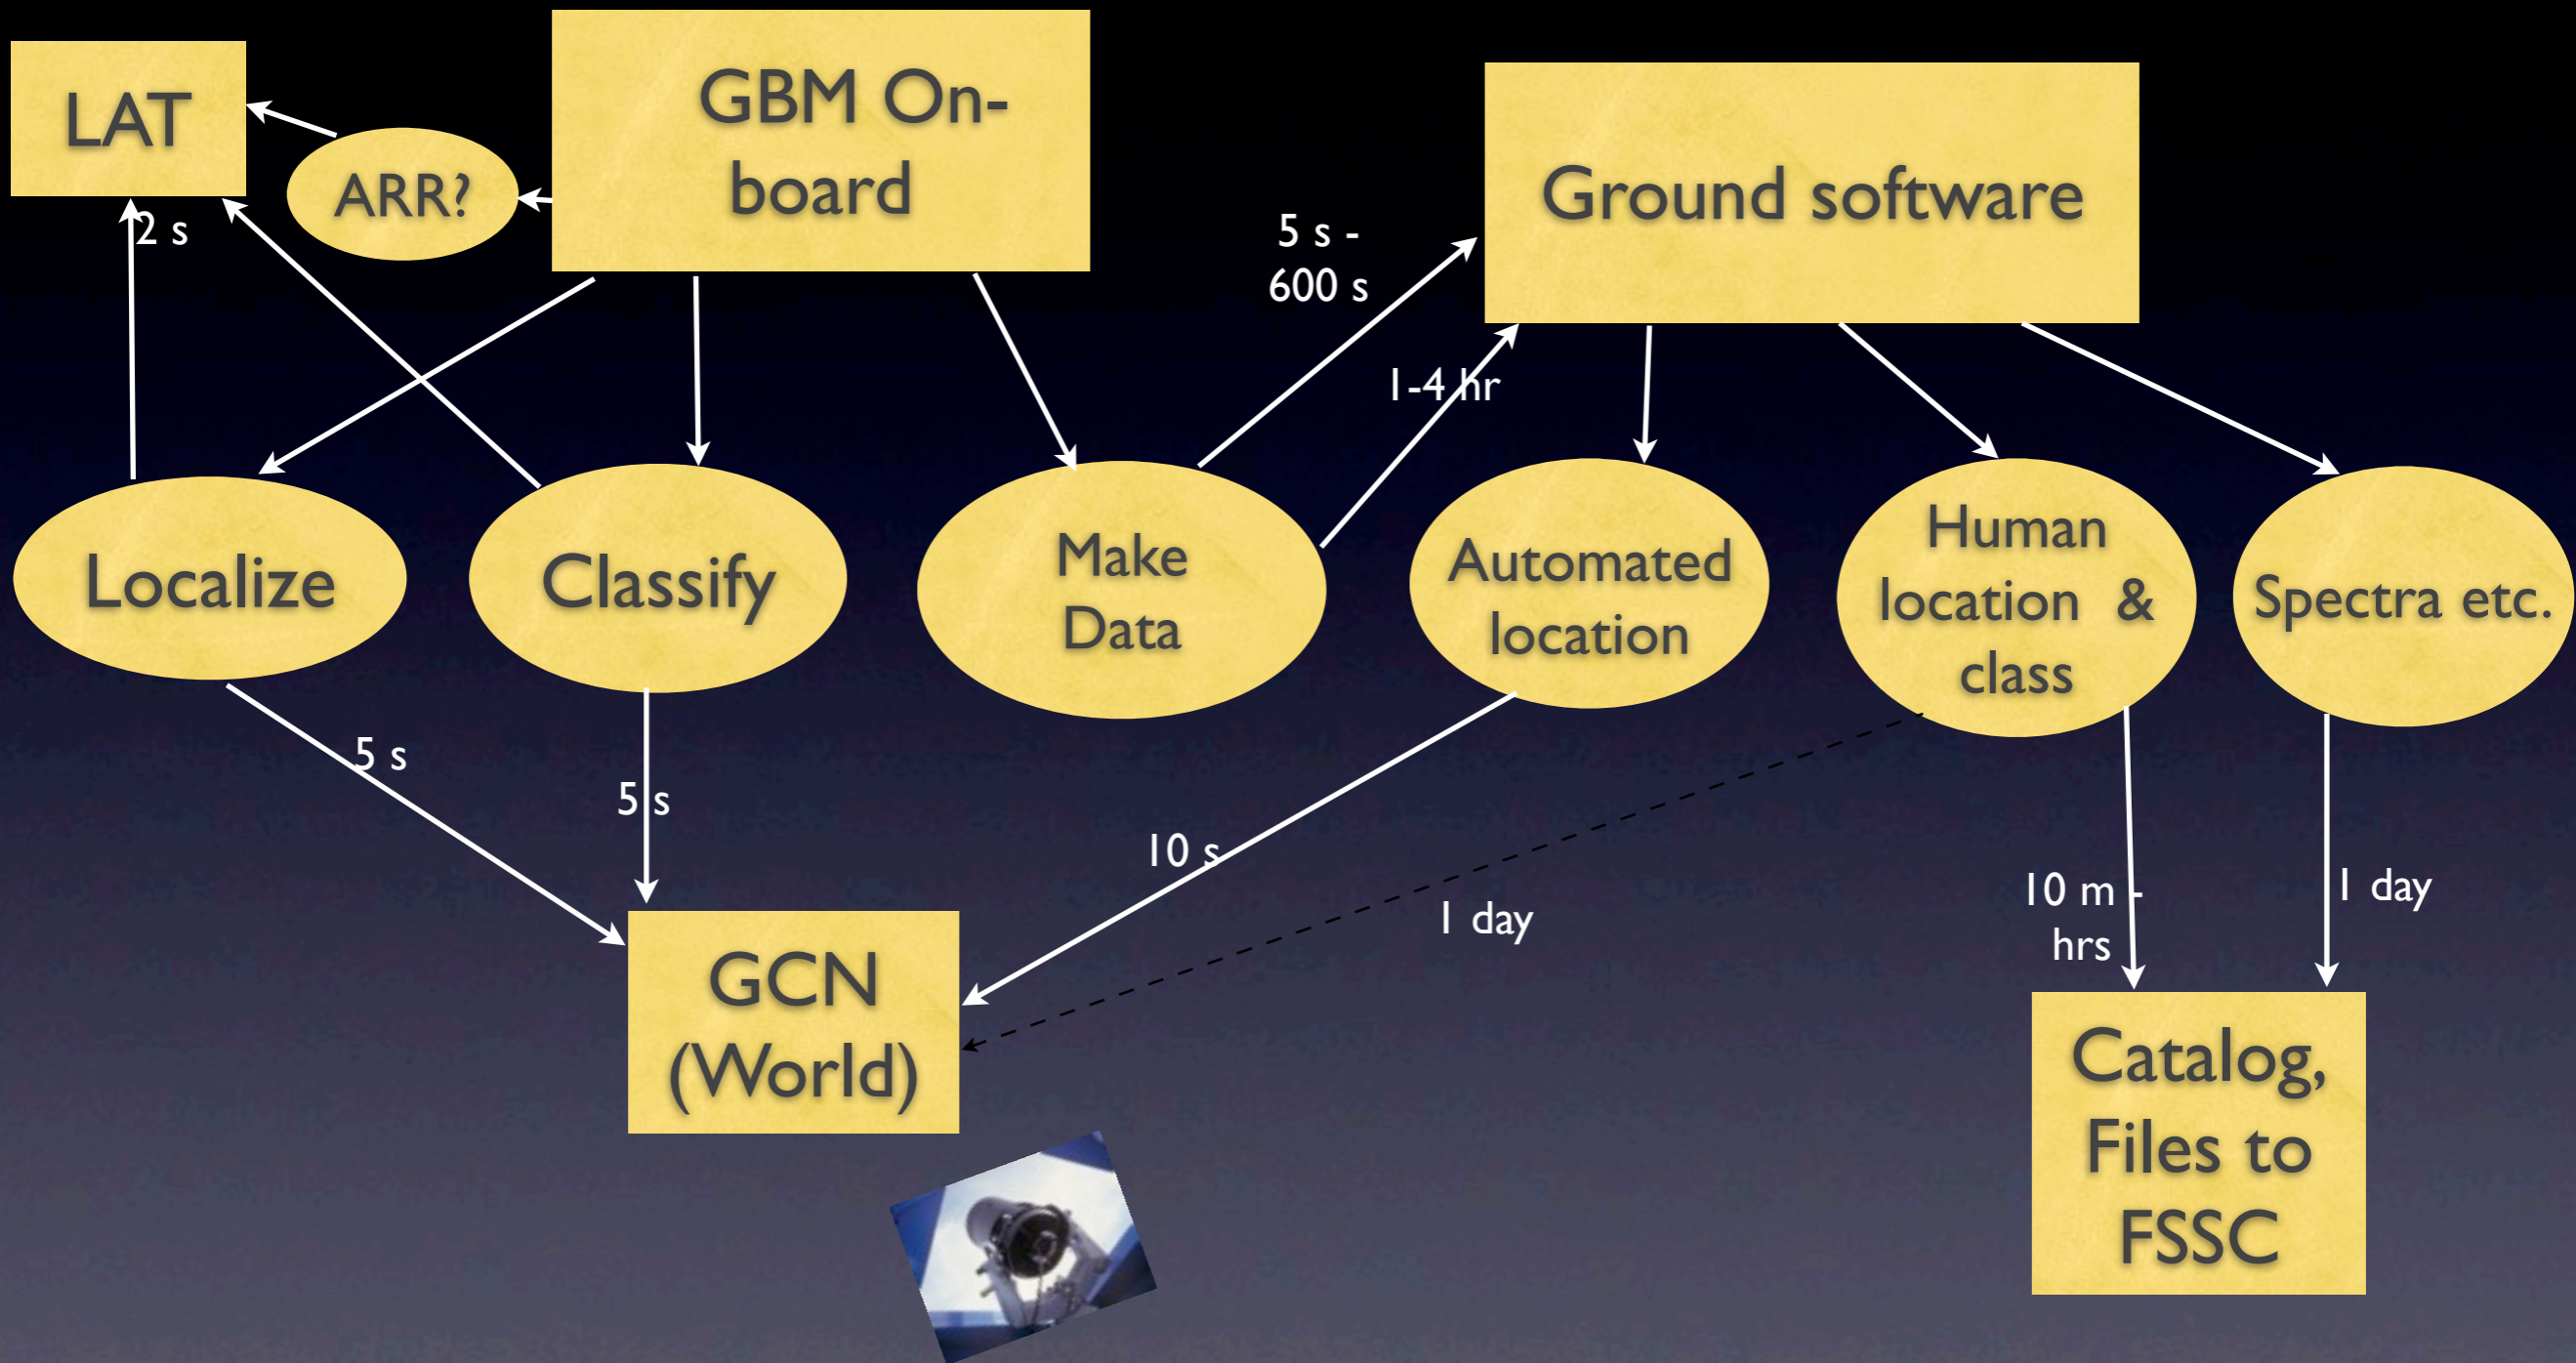 LAT
ARR?
GBM On-
board
Ground software
2 s
5 s -
600 s
1-4 hr
Localize
Classify
Make
Data
Automated
location
Human
location &
class
Spectra etc.
5 s
5 s
10 s
1 day
10 m -
hrs
1 day
GCN
(World)
Catalog,
Files to
FSSC